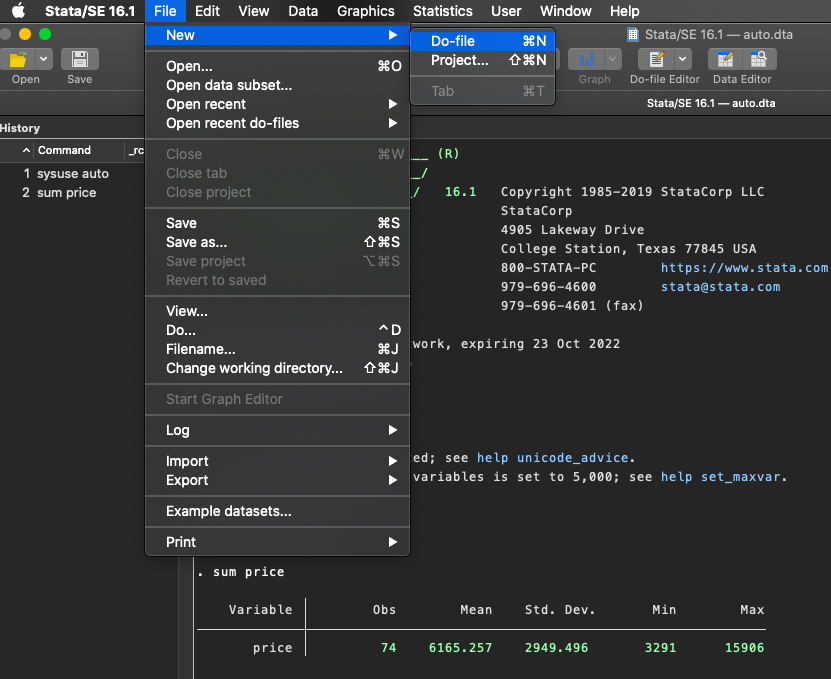 Stata/SE 16.1 File Edit View Data Graphics Statistics User Window Help
Stata/SE 16.1 — auto.dta
Open Save Graph Do-file Editor Data Editor
Stata/SE 16.1 — auto.dta
New
Open... ⌘O
Open data subset...
Open recent
Open recent do-files
Close ⌘W
Close tab
Close project
Save ⌘S
Save as... ⇧⌘S
Save project ⌥⌘S
Revert to saved
View...
Do... ^D
Filename... ⌘J
Change working directory... ⇧⌘J
Start Graph Editor
Log
Import
Export
Example datasets...
Print
Do-file ⌘N
Project... ⇧⌘N
Tab ⌘T
History
Command _rc
1 sysuse auto
2 sum price
(R)
16.1 Copyright 1985-2019 StataCorp LLC
StataCorp
4905 Lakeway Drive
College Station, Texas 77845 USA
800-STATA-PC https://www.stata.com
979-696-4600 stata@stata.com
979-696-4601 (fax)
work, expiring 23 Oct 2022
ed; see help unicode_advice.
variables is set to 5,000; see help set_maxvar.
. sum price
Variable Obs Mean Std. Dev. Min Max
price 74 6165.257 2949.496 3291 15906